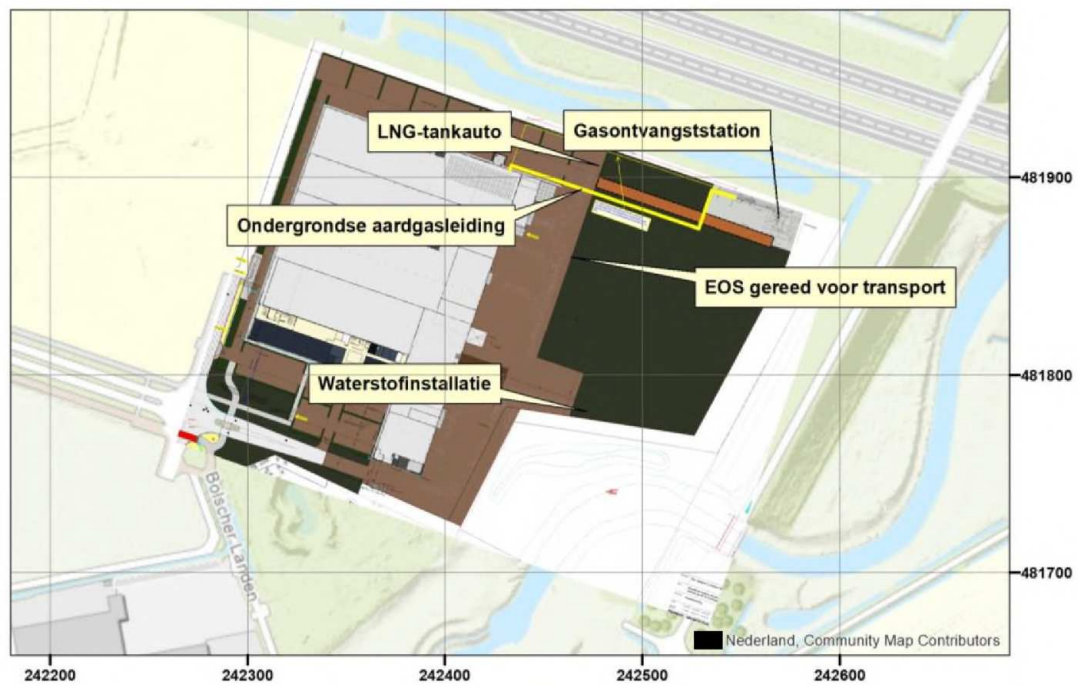 LNG-tankauto
Gasontvangststation
481900
Ondergrondse aardgasleiding
EOS gereed voor transport
Waterstofinstallatie
481800
Bolscher Landen
481700
Nederland, Community Map Contributors
242200
242300
242400
242500
242600